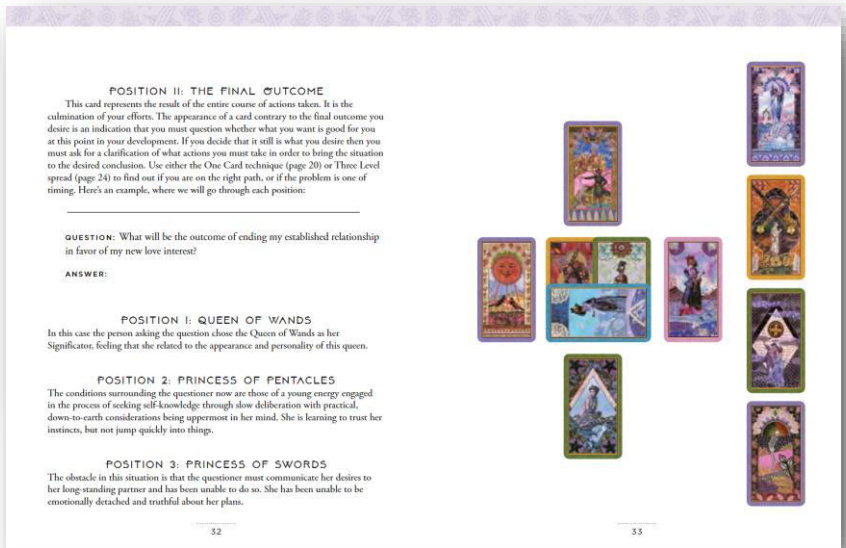 POSITION II: THE FINAL OUTCOME
This card represents the result of the entire course of actions taken. It is the
culmination of your efforts. The appearance of a card contrary to the final outcome you
desire is an indication that you must question whether what you want is good for you
at this point in your development. If you decide that it still is what you desire then you
must ask for a clarification of what actions you must take in order to bring the situation
to the desired conclusion. Use either the One Card technique (page 20) or Three Level
spread (page 24) to find out if you are on the right path, or if the problem is one of
timing. Here's an example, where we will go through each position:
QUESTION: What will be the outcome of ending my established relationship
in favor of my new love interest?
ANSWER:
POSITION I: QUEEN OF WANDS
In this case the person asking the question chose the Queen of Wands as her
Significator, feeling that she related to the appearance and personality of this queen.
POSITION 2: PRINCESS OF PENTACLES
The conditions surrounding the questioner now are those of a young energy engaged
in the process of seeking self-knowledge through slow deliberation with practical,
down-to-earth considerations being uppermost in her mind. She is learning to trust her
instincts, but not jump quickly into things.
POSITION 3: PRINCESS OF SWORDS
The obstacle in this situation is that the questioner must communicate her desires to
her long-standing partner and has been unable to do so. She has been unable to be
emotionally detached and truthful about her plans.
32
33